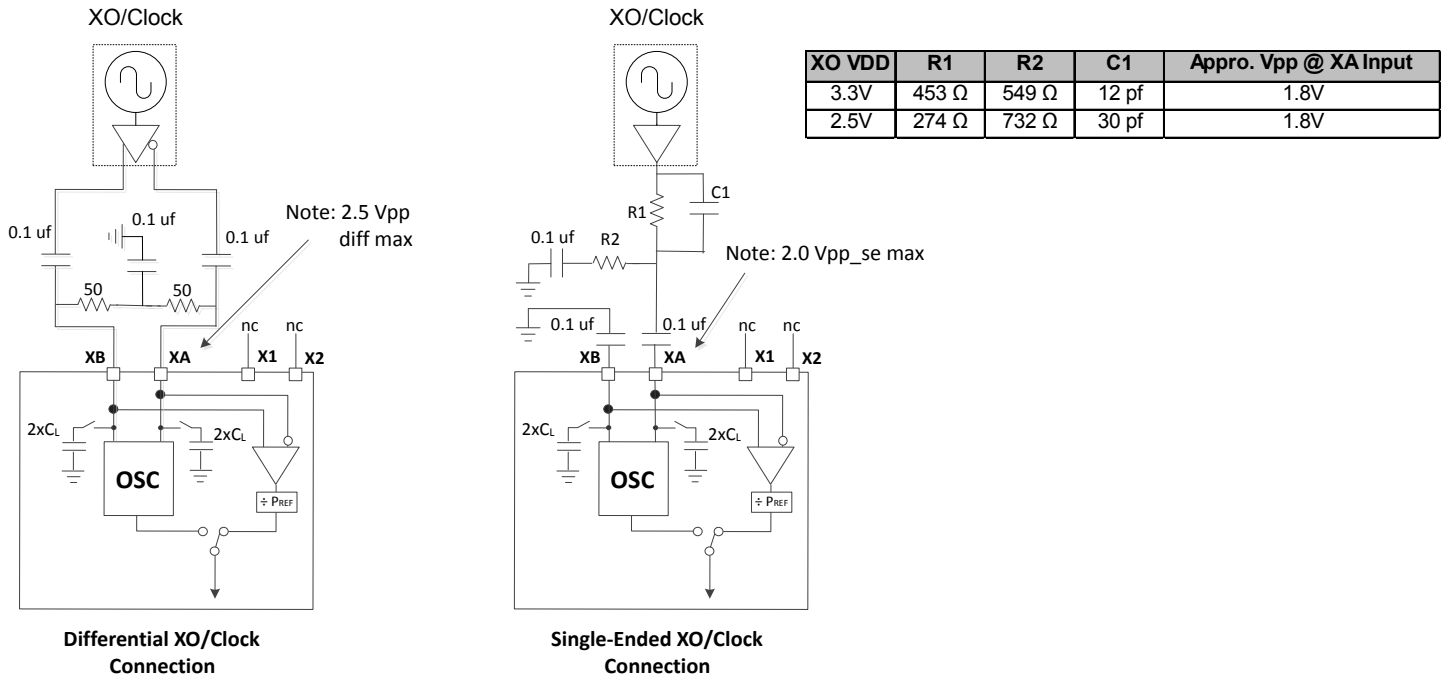 XO/Clock
0.1 uf
0.1 uf
0.1 uf
50
50
Note: 2.5 Vpp
diff max
nc
nc
XB
XA
X1
X2
2xCL
2xCL
OSC
÷ PREF
Differential XO/Clock
Connection
XO/Clock
C1
R1
0.1 uf
R2
Note: 2.0 Vpp_se max
0.1 uf
0.1 uf
nc
nc
XB
XA
X1
X2
2xCL
2xCL
OSC
÷ PREF
Single-Ended XO/Clock
Connection
XO VDD R1 R2 C1 Appro. Vpp @ XA Input
3.3V 453 Ω 549 Ω 12 pf 1.8V
2.5V 274 Ω 732 Ω 30 pf 1.8V